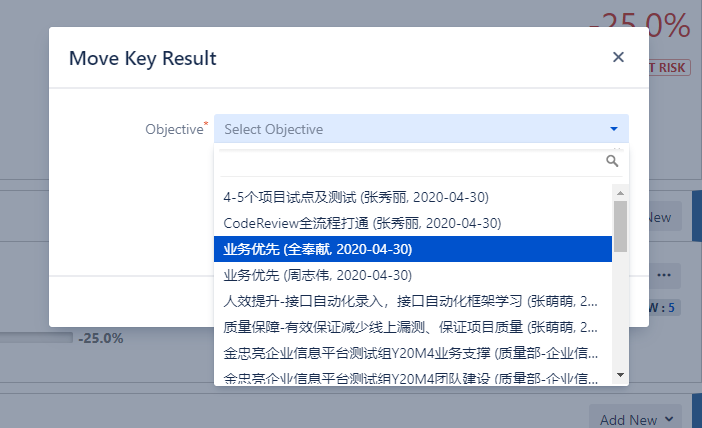 -25.0%
Move Key Result
T RISK
Objective*
Select Objective
4-5个项目试点及测试 (张秀丽, 2020-04-30)
CodeReview全流程打通 (张秀丽, 2020-04-30)
New
业务优先 (全奉献, 2020-04-30)
业务优先 (周志伟, 2020-04-30)
人效提升-接口自动化录入，接口自动化框架学习 (张萌萌, 2...
W : 5
质量保障-有效保证减少线上漏测、保证项目质量 (张萌萌, 2...
-25.0%
金忠亮企业信息平台测试组Y20M4业务支撑 (质量部-企业信...
金忠亮企业信息平台测试组Y20M4团队建设 (质量部-企业信...
Add New